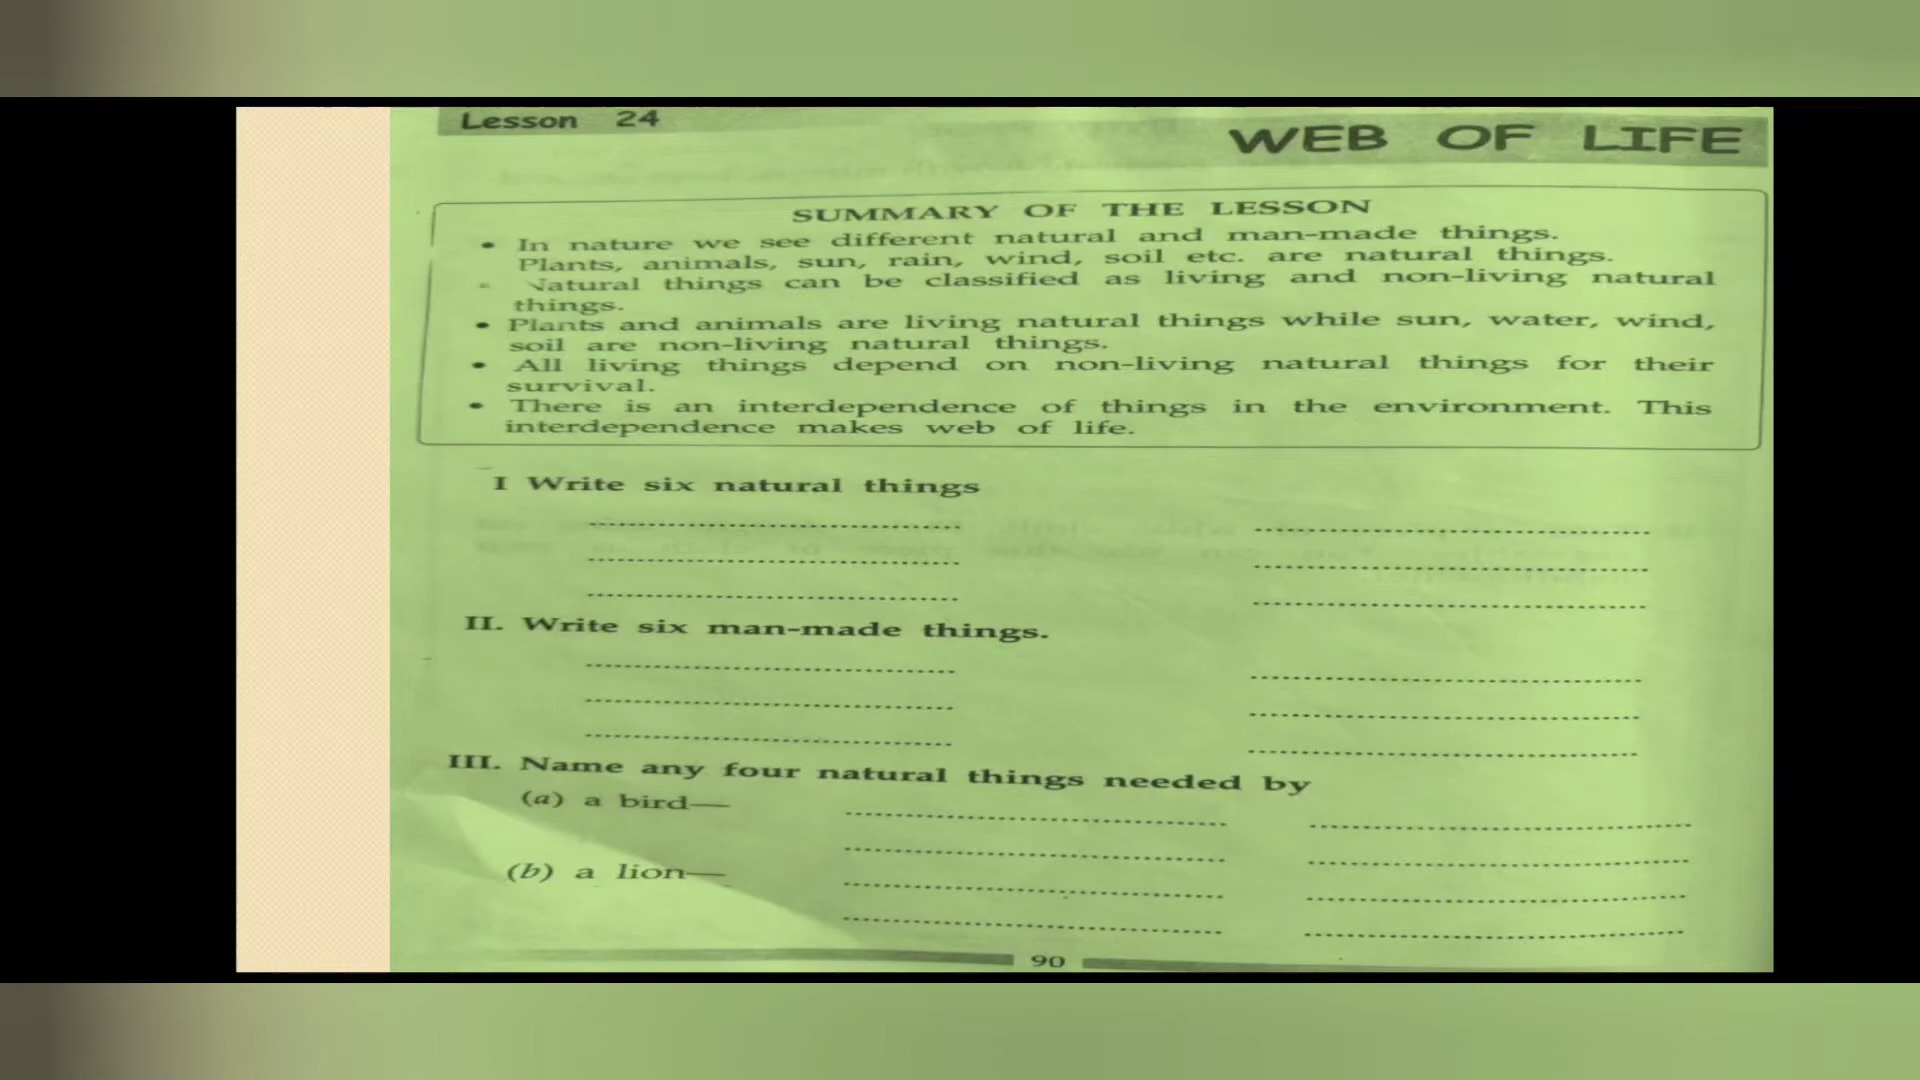 Lesson 24
WEB OF LIFE
SUMMARY OF THE LESSON
• In nature we see different natural and man-made things.
Plants, animals, sun, rain, wind, soil etc. are natural things.
• Natural things can be classified as living and non-living natural
things.
• Plants and animals are living natural things while sun, water, wind,
soil are non-living natural things.
• All living things depend on non-living natural things for their
survival.
• There is an interdependence of things in the environment. This
interdependence makes web of life.
I Write six natural things
II. Write six man-made things.
III. Name any four natural things needed by
(a) a bird—
(b) a lion—
90